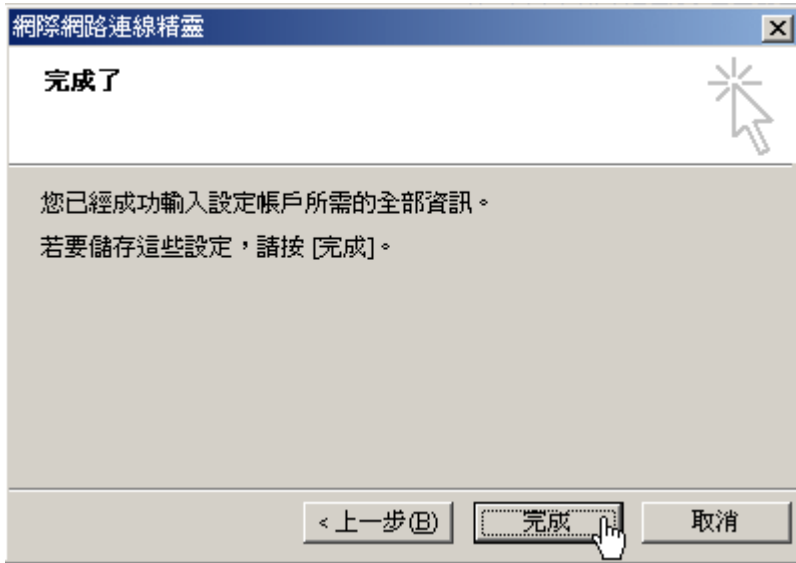 網際網路連線精靈
完成了
您已經成功輸入設定帳戶所需的全部資訊。
若要儲存這些設定，請按 [完成]。
<上一步(B)
完成
取消